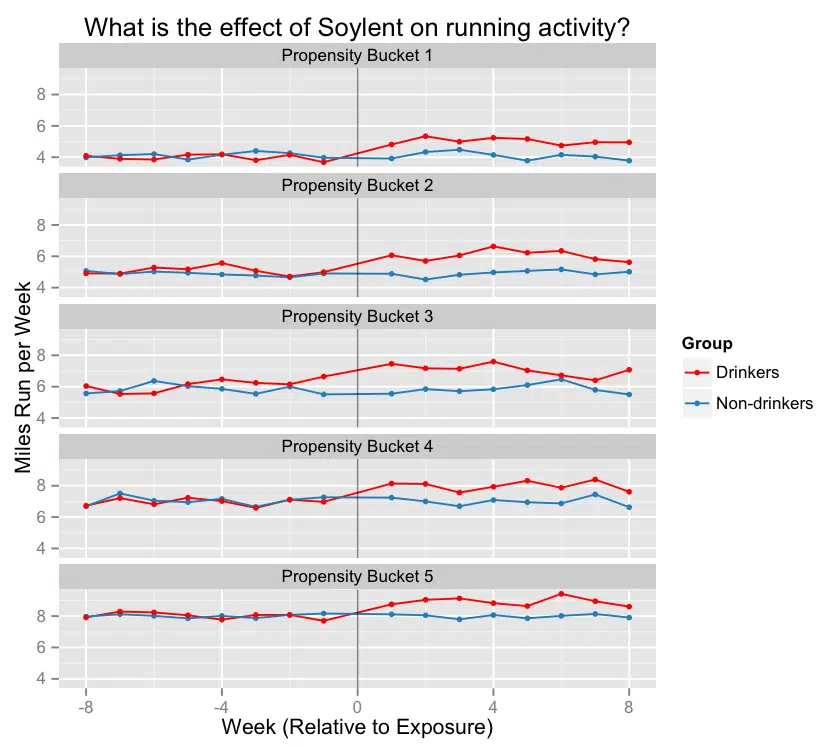 What is the effect of Soylent on running activity?
Propensity Bucket 1
8
6
4
Propensity Bucket 2
8
6
4
Propensity Bucket 3
8
6
4
Propensity Bucket 4
8
6
4
Propensity Bucket 5
8
6
4
-8 -4 0 4 8
Week (Relative to Exposure)
Miles Run per Week
Group
Drinkers
Non-drinkers